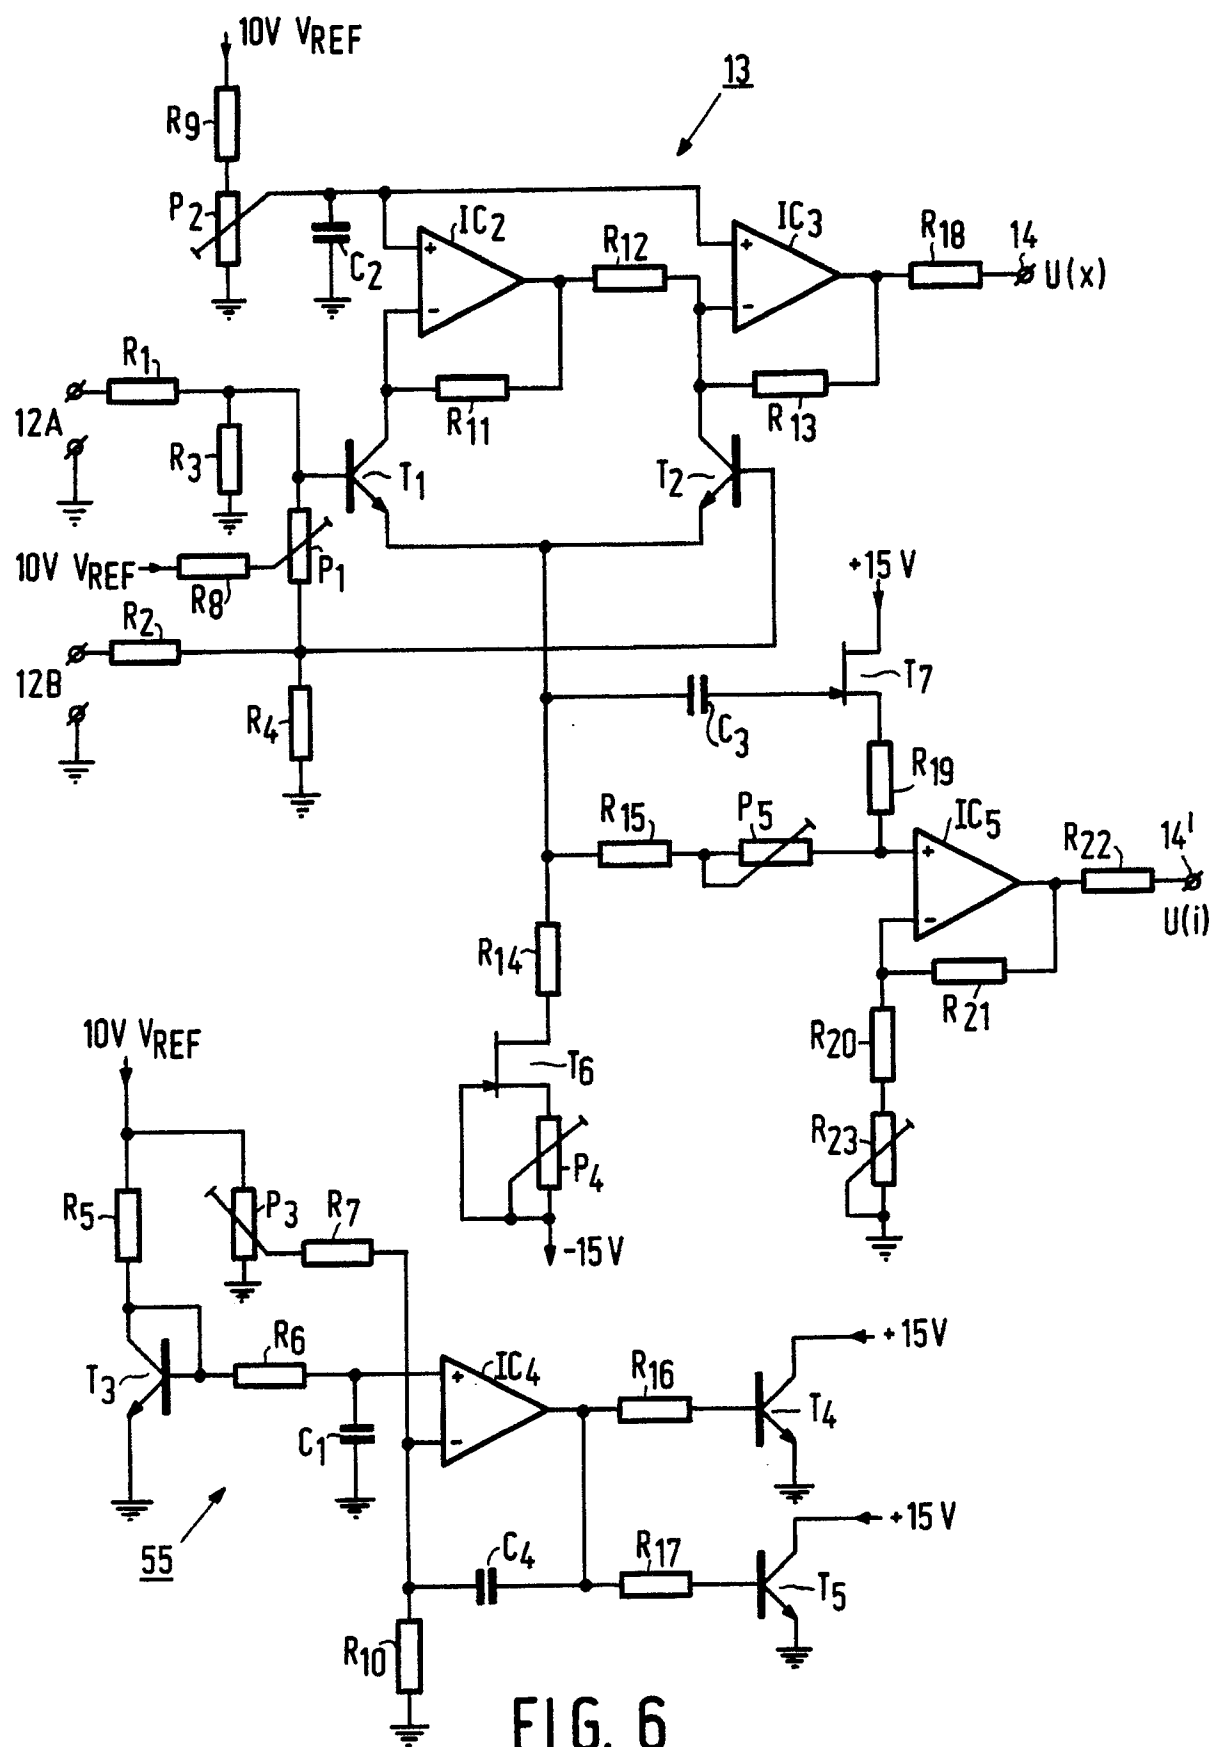 10V VREF
13
R9
P2
C2
IC2
R12
IC3
R18
14
U(x)
R1
12A
R3
R11
R13
T1
T2
10V VREF
R8
P1
+15 V
R2
12B
R4
T7
C3
R19
R15
P5
IC5
R22
14'
U(i)
R14
R21
R20
10V VREF
T6
R23
P4
R5
P3
R7
-15 V
R6
T3
IC4
R16
+15V
T4
C1
55
C4
R17
+15 V
T5
R10
FIG. 6